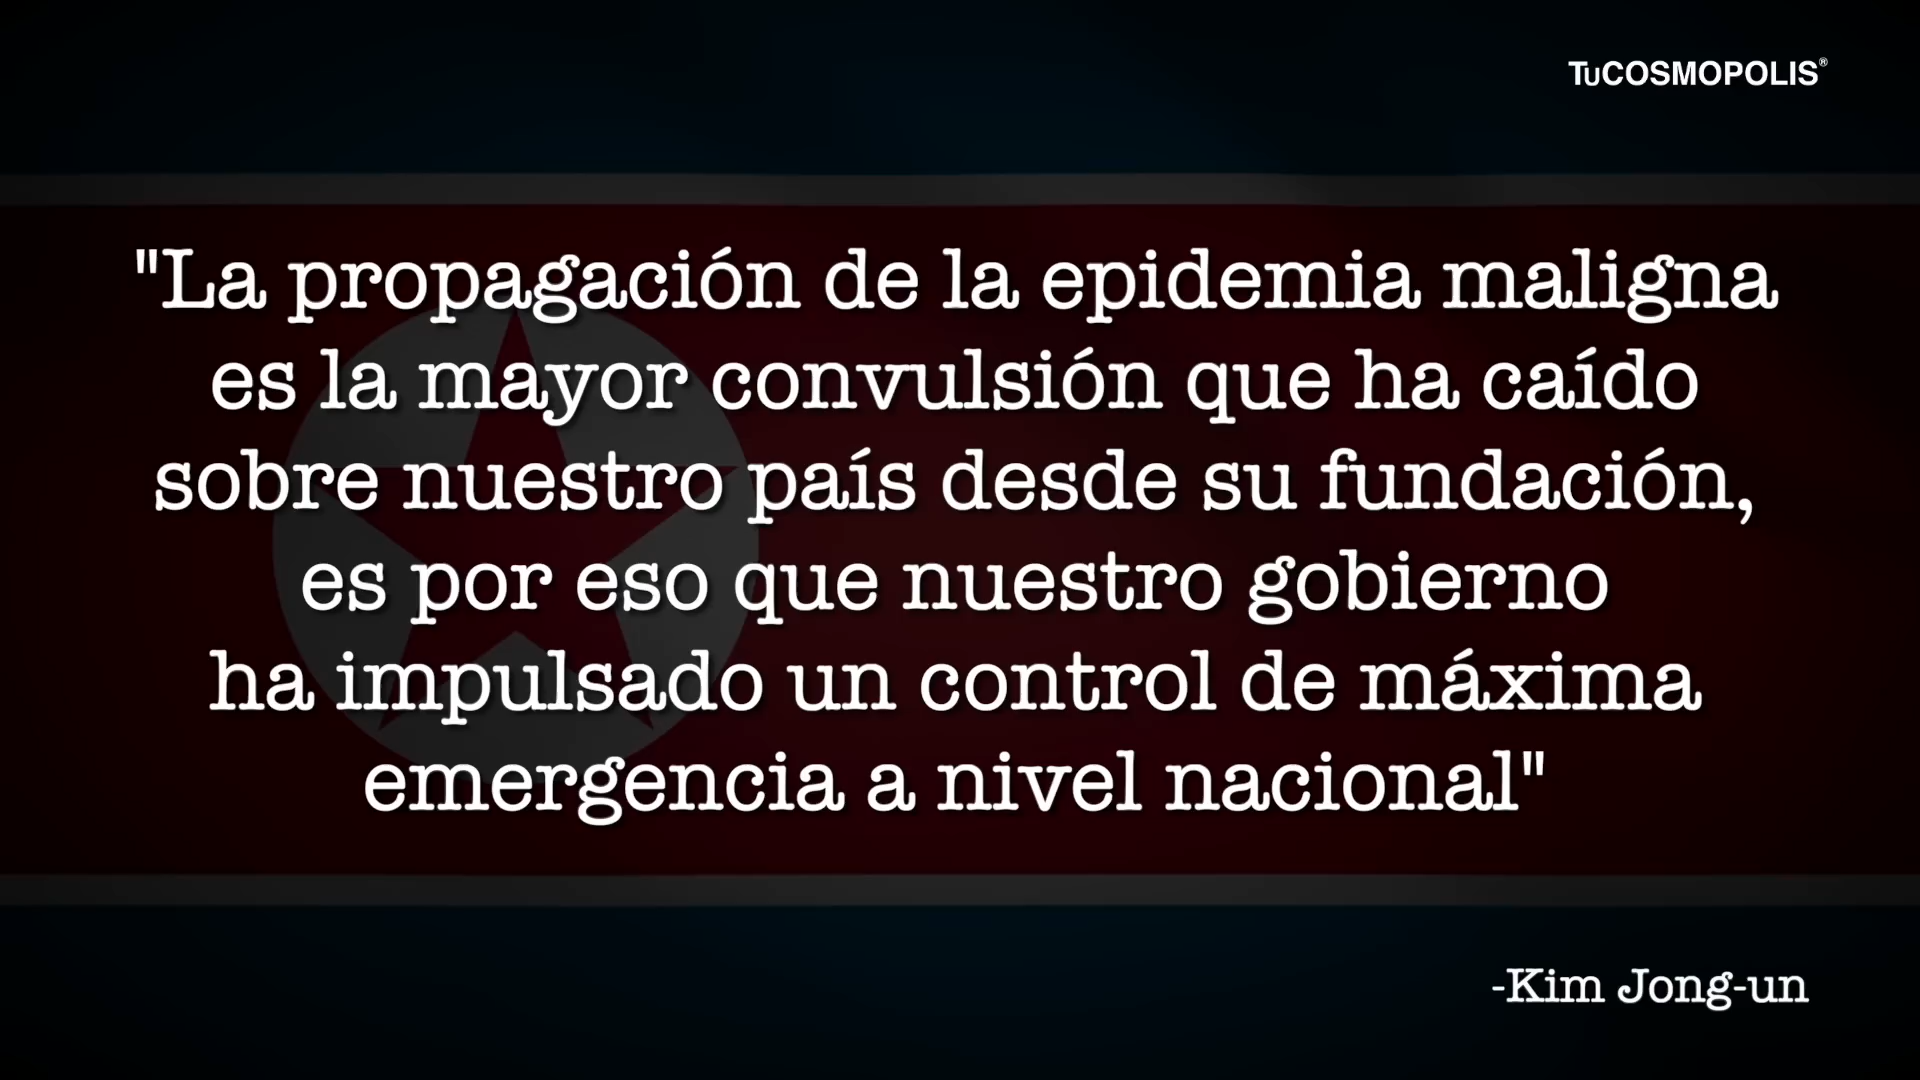 TuCOSMOPOLIS®
"La propagación de la epidemia maligna
es la mayor convulsión que ha caído
sobre nuestro país desde su fundación,
es por eso que nuestro gobierno
ha impulsado un control de máxima
emergencia a nivel nacional"
-Kim Jong-un